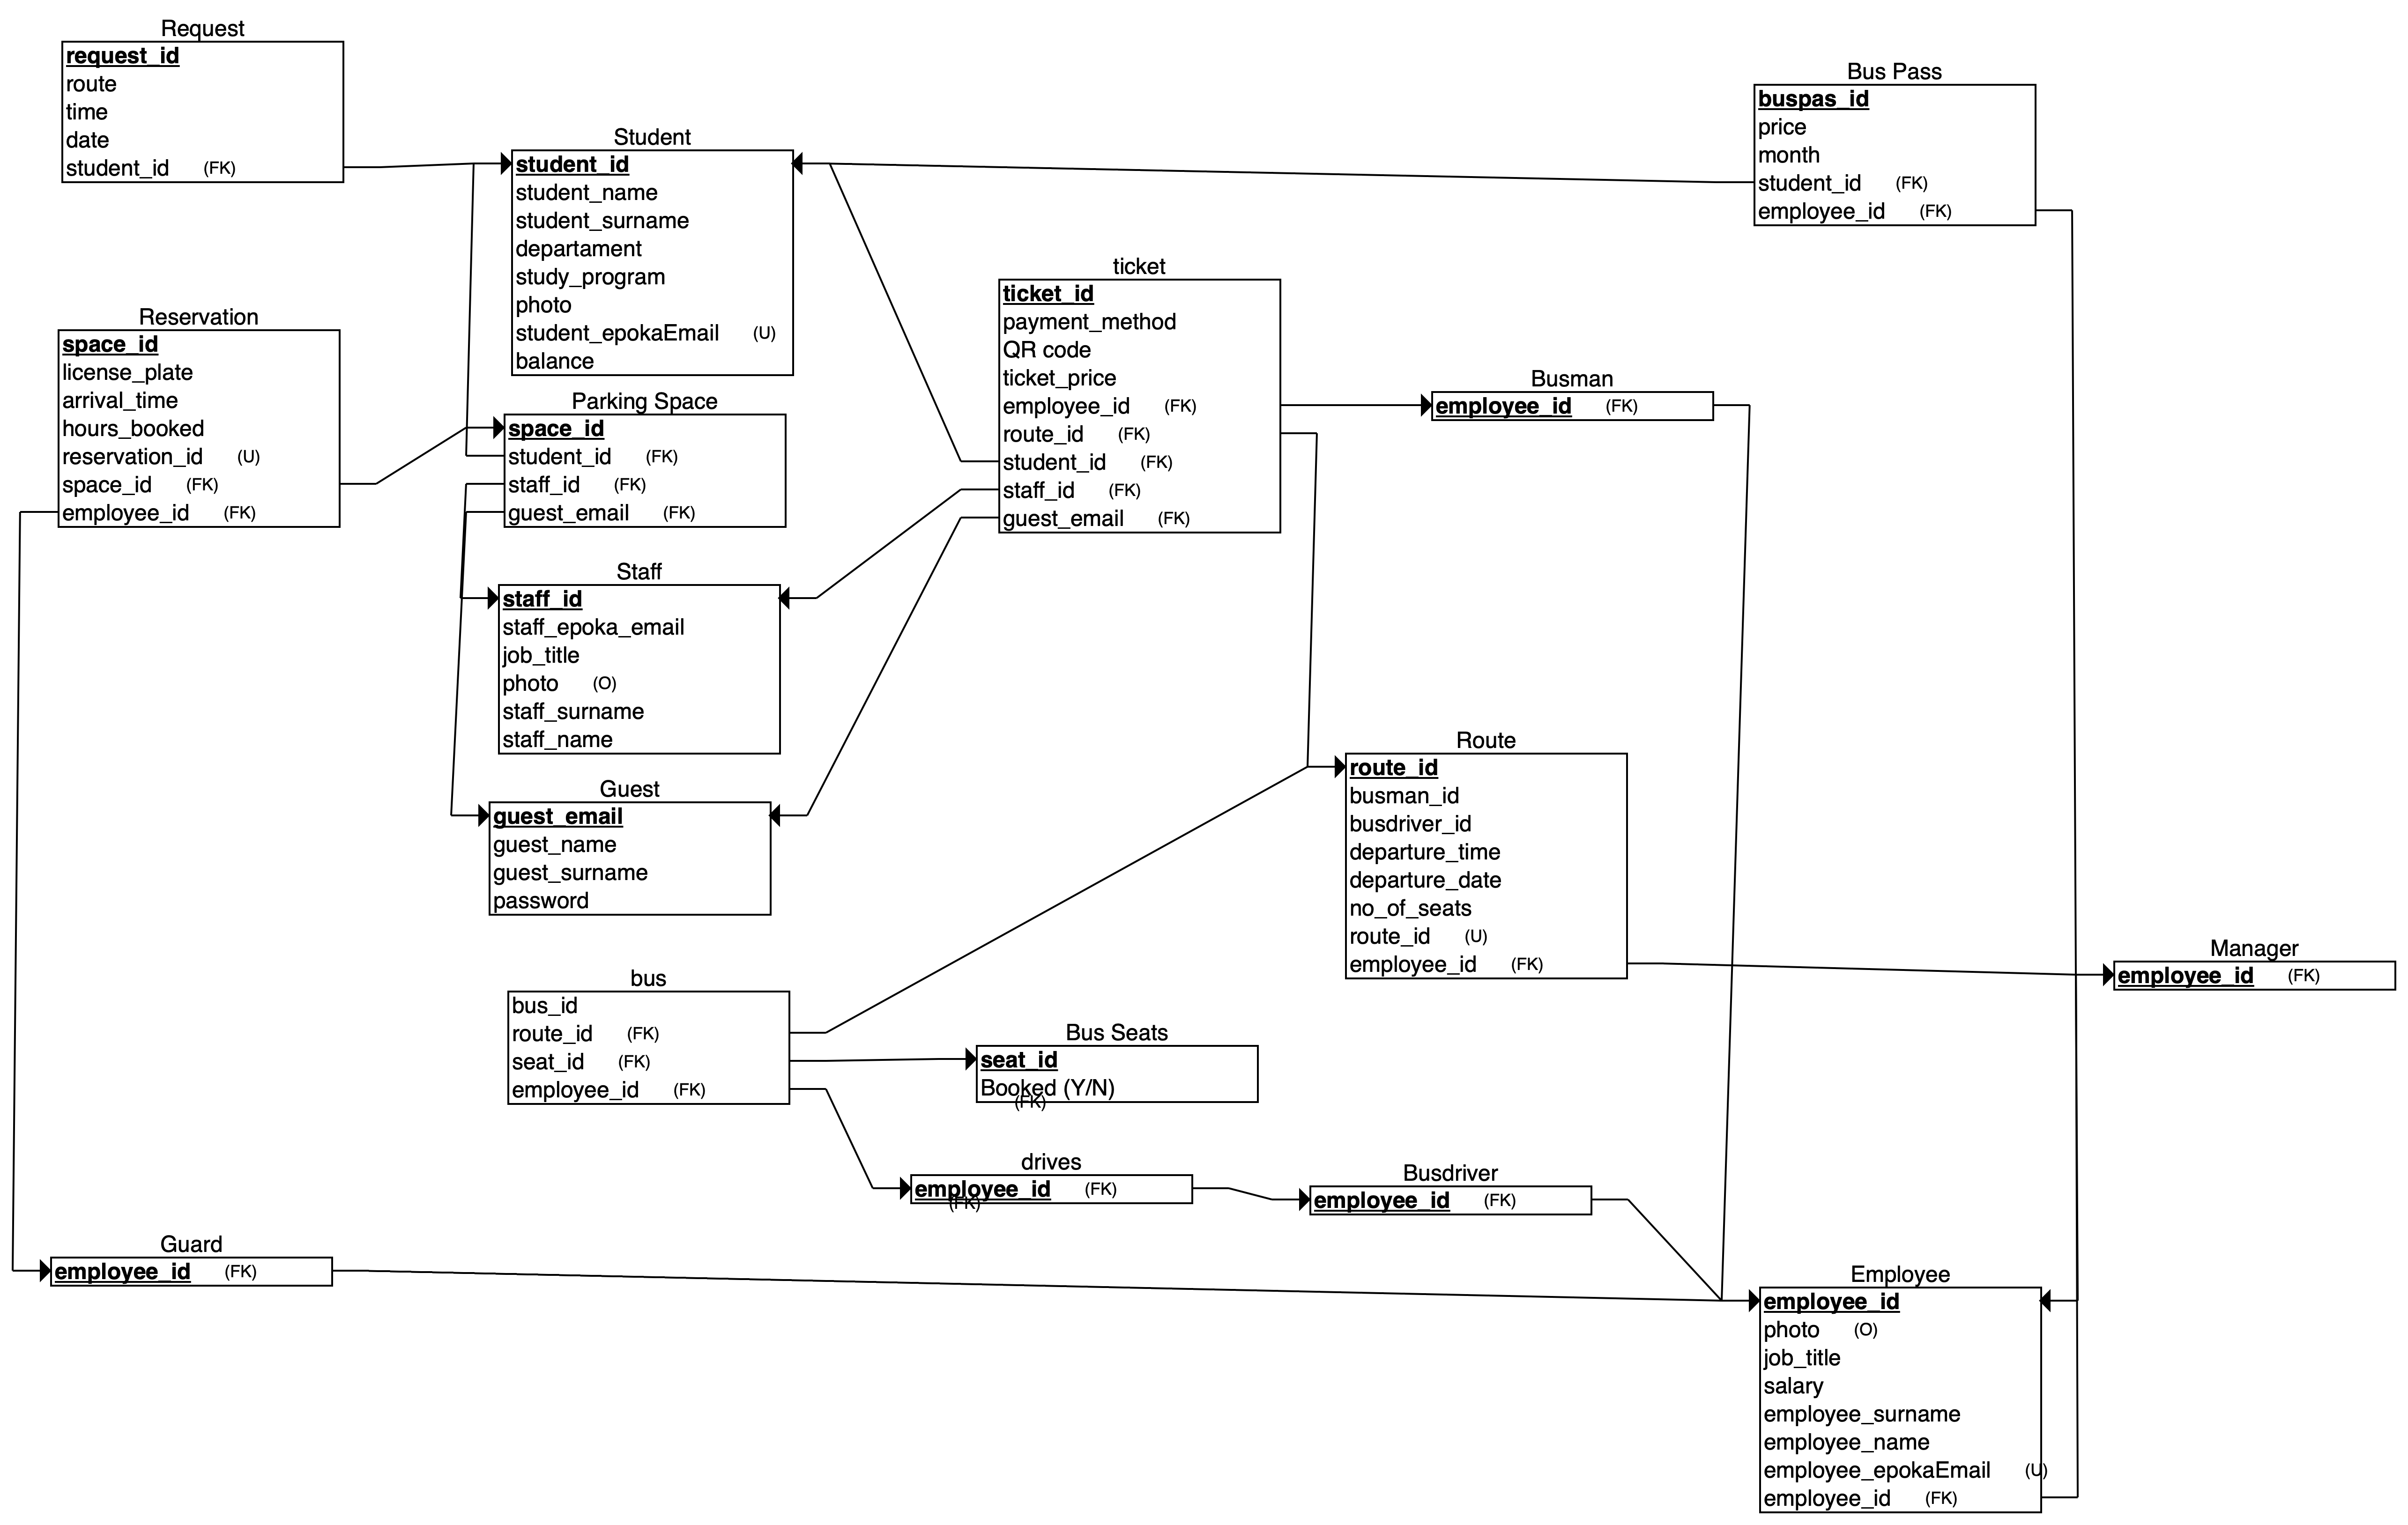 Request
request_id
route
time
date
student_id (FK)
Student
student_id
student_name
student_surname
departament
study_program
photo
student_epokaEmail (U)
balance
Bus Pass
buspas_id
price
month
student_id (FK)
employee_id (FK)
ticket
ticket_id
payment_method
QR code
ticket_price
employee_id (FK)
route_id (FK)
student_id (FK)
staff_id (FK)
guest_email (FK)
Reservation
space_id
license_plate
arrival_time
hours_booked
reservation_id (U)
space_id (FK)
employee_id (FK)
Parking Space
space_id
student_id (FK)
staff_id (FK)
guest_email (FK)
Busman
employee_id (FK)
Staff
staff_id
staff_epoka_email
job_title
photo (O)
staff_surname
staff_name
Route
route_id
busman_id
busdriver_id
departure_time
departure_date
no_of_seats
route_id (U)
employee_id (FK)
Guest
guest_email
guest_name
guest_surname
password
Manager
employee_id (FK)
bus
bus_id
route_id (FK)
seat_id (FK)
employee_id (FK)
Bus Seats
seat_id
Booked (Y/N)
(FK)
drives
employee_id (FK)
(FK)
Busdriver
employee_id (FK)
Guard
employee_id (FK)
Employee
employee_id
photo (O)
job_title
salary
employee_surname
employee_name
employee_epokaEmail (U)
employee_id (FK)